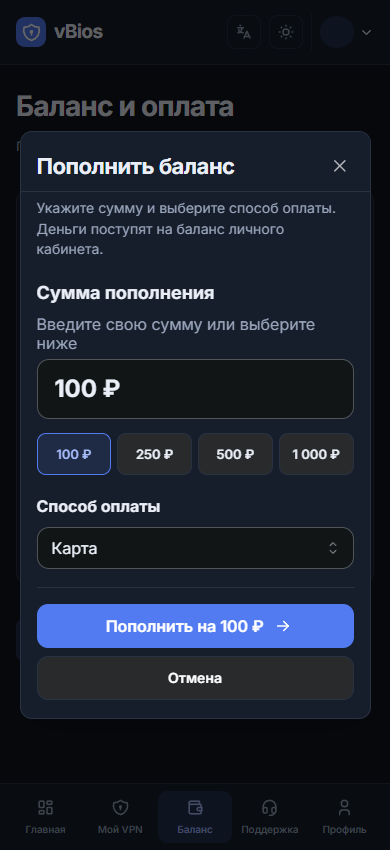 vBios
Баланс и оплата
Пополнить баланс
Укажите сумму и выберите способ оплаты.
Деньги поступят на баланс личного
кабинета.
Сумма пополнения
Введите свою сумму или выберите
ниже
100 ₽
100 ₽ 250 ₽ 500 ₽ 1 000 ₽
Способ оплаты
Карта
Пополнить на 100 ₽ →
Отмена
Главная Мой VPN Баланс Поддержка Профиль